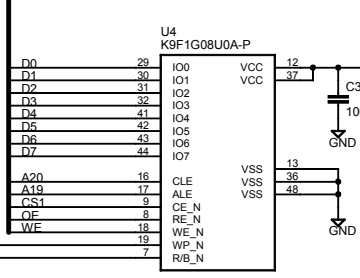 U4
K9F1G08U0A-P
D0 29 IO0 VCC 12
D1 30 IO1 VCC 37
D2 31 IO2
D3 32 IO3
D4 41 IO4
D5 42 IO5
D6 43 IO6
D7 44 IO7
C3
10
GND
VSS 13
A20 16 CLE VSS 36
A19 17 ALE VSS 48
CS1 9 CE_N
OE 8 RE_N
WE 18 WE_N
19 WP_N
7 R/B_N
GND